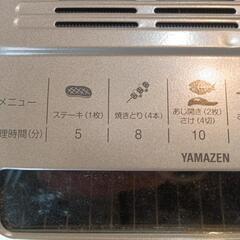 メニュー
ステーキ(1枚)
焼きとり(4本)
あじ開き(2枚)
さけ(4切)
理時間(分)
5
8
10
YAMAZEN